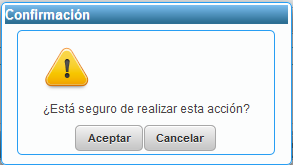 Confirmación
¿Está seguro de realizar esta acción?
Aceptar Cancelar